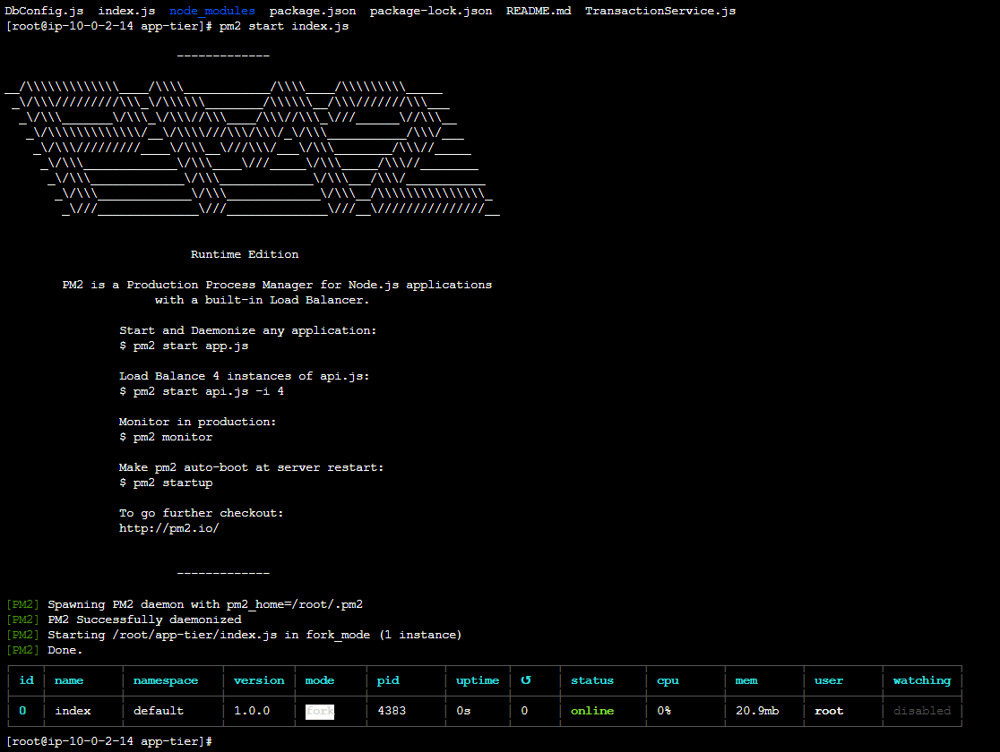 DbConfig.js  index.js  node_modules  package.json  package-lock.json  README.md  TransactionService.js
[root@ip-10-0-2-14 app-tier]# pm2 start index.js
-------------
__/\\\\\\\\\\\\\____/\\\\____________/\\\\____/\\\\\\\\\_____
_\/\\\/////////\\\_\/\\\\\\________/\\\\\\__/\\\///////\\\___
_\/\\\_______\/\\\_\/\\\//\\\____/\\\//\\\_\///______\//\\\__
_\/\\\\\\\\\\\\\/__\/\\\\///\\\/\\\/_\/\\\___________/\\\/___
_\/\\\/////////____\/\\\__\///\\\/___\/\\\________/\\\//_____
_\/\\\_____________\/\\\____\///_____\/\\\_____/\\\//________
_\/\\\_____________\/\\\_____________\/\\\___/\\\/___________
_\/\\\_____________\/\\\_____________\/\\\__/\\\\\\\\\\\\\\\_
_\///______________\///______________\///__\///////////////__
Runtime Edition
PM2 is a Production Process Manager for Node.js applications
with a built-in Load Balancer.
Start and Daemonize any application:
$ pm2 start app.js
Load Balance 4 instances of api.js:
$ pm2 start api.js -i 4
Monitor in production:
$ pm2 monitor
Make pm2 auto-boot at server restart:
$ pm2 startup
To go further checkout:
http://pm2.io/
-------------
[PM2] Spawning PM2 daemon with pm2_home=/root/.pm2
[PM2] PM2 Successfully daemonized
[PM2] Starting /root/app-tier/index.js in fork_mode (1 instance)
[PM2] Done.
id │ name │ namespace │ version │ mode │ pid │ uptime │ ↺ │ status │ cpu │ mem │ user │ watching
0 │ index │ default │ 1.0.0 │ fork │ 4383 │ 0s │ 0 │ online │ 0% │ 20.9mb │ root │ disabled
[root@ip-10-0-2-14 app-tier]#